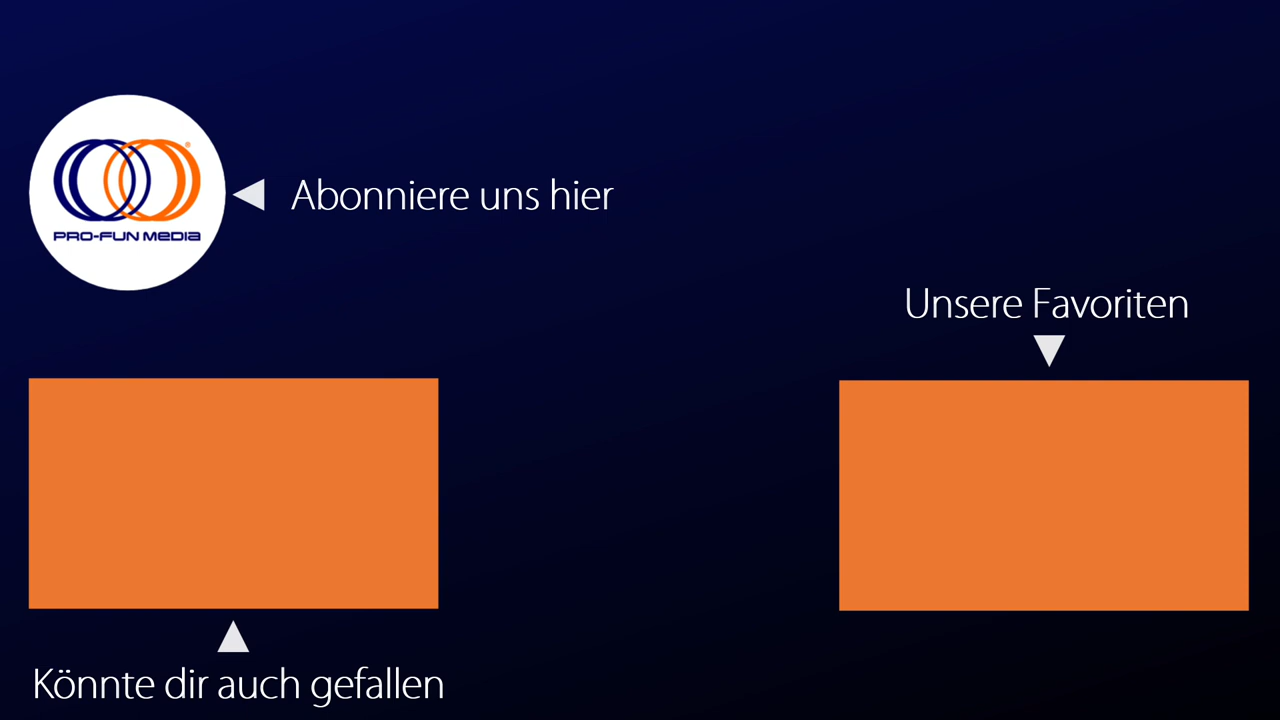 PRO-FUN MEDIA
Abonniere uns hier
Unsere Favoriten
Könnte dir auch gefallen